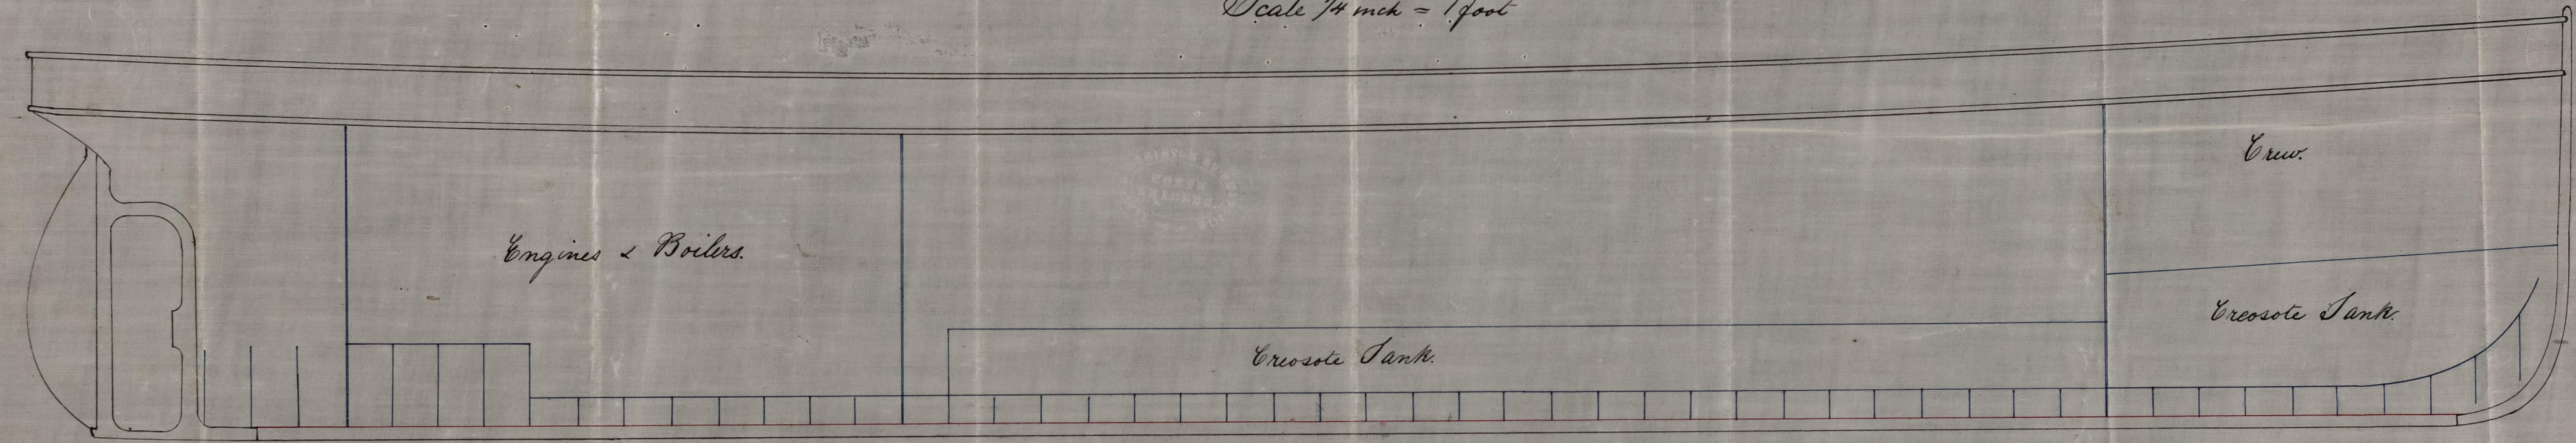 Scale 1/4 inch = 1 foot
Crew.
Engines & Boilers.
Creosote Tank.
Creosote Tank.